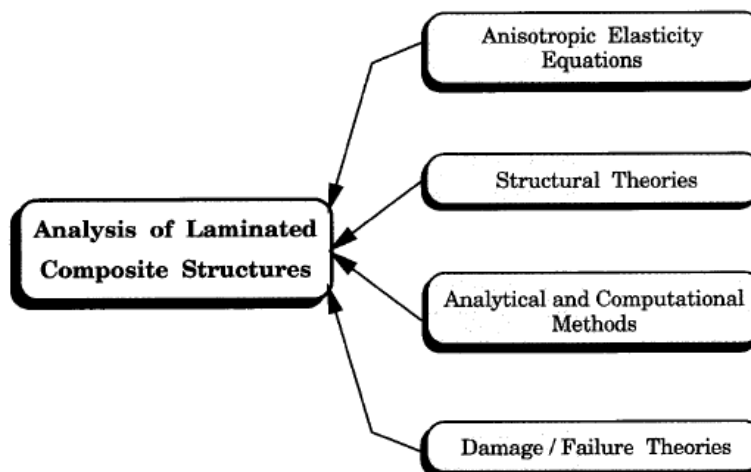 Anisotropic Elasticity
Equations
Structural Theories
Analysis of Laminated
Composite Structures
Analytical and Computational
Methods
Damage / Failure Theories